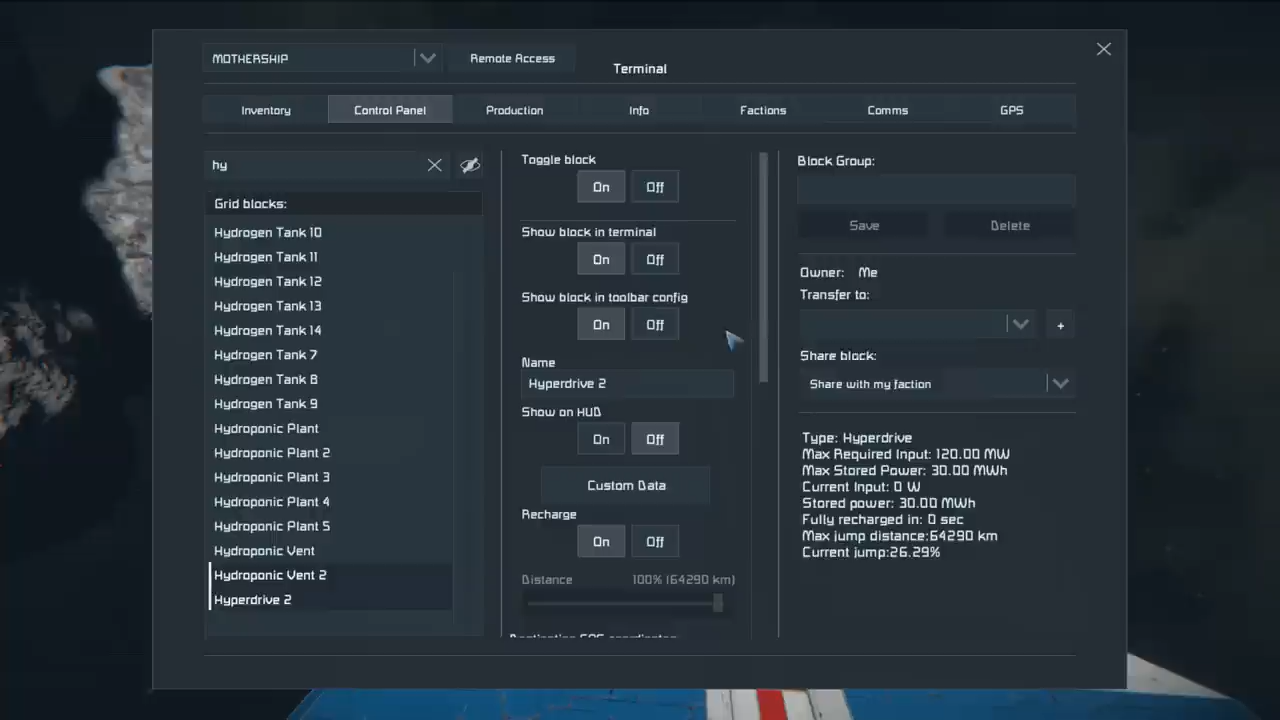 MOTHERSHIP
Remote Access
Terminal
Inventory
Control Panel
Production
Info
Factions
Comms
GPS
hy
Grid blocks:
Hydrogen Tank 10
Hydrogen Tank 11
Hydrogen Tank 12
Hydrogen Tank 13
Hydrogen Tank 14
Hydrogen Tank 7
Hydrogen Tank 8
Hydrogen Tank 9
Hydroponic Plant
Hydroponic Plant 2
Hydroponic Plant 3
Hydroponic Plant 4
Hydroponic Plant 5
Hydroponic Vent
Hydroponic Vent 2
Hyperdrive 2
Toggle block
On Off
Show block in terminal
On Off
Show block in toolbar config
On Off
Name
Hyperdrive 2
Show on HUD
On Off
Custom Data
Recharge
On Off
Distance 100% (64290 km)
Destination GPS coordinates
Block Group:
Save Delete
Owner: Me
Transfer to:
+
Share block:
Share with my faction
Type: Hyperdrive
Max Required Input: 120.00 MW
Max Stored Power: 30.00 MWh
Current Input: 0 W
Stored power: 30.00 MWh
Fully recharged in: 0 sec
Max jump distance:64290 km
Current jump:26.29%